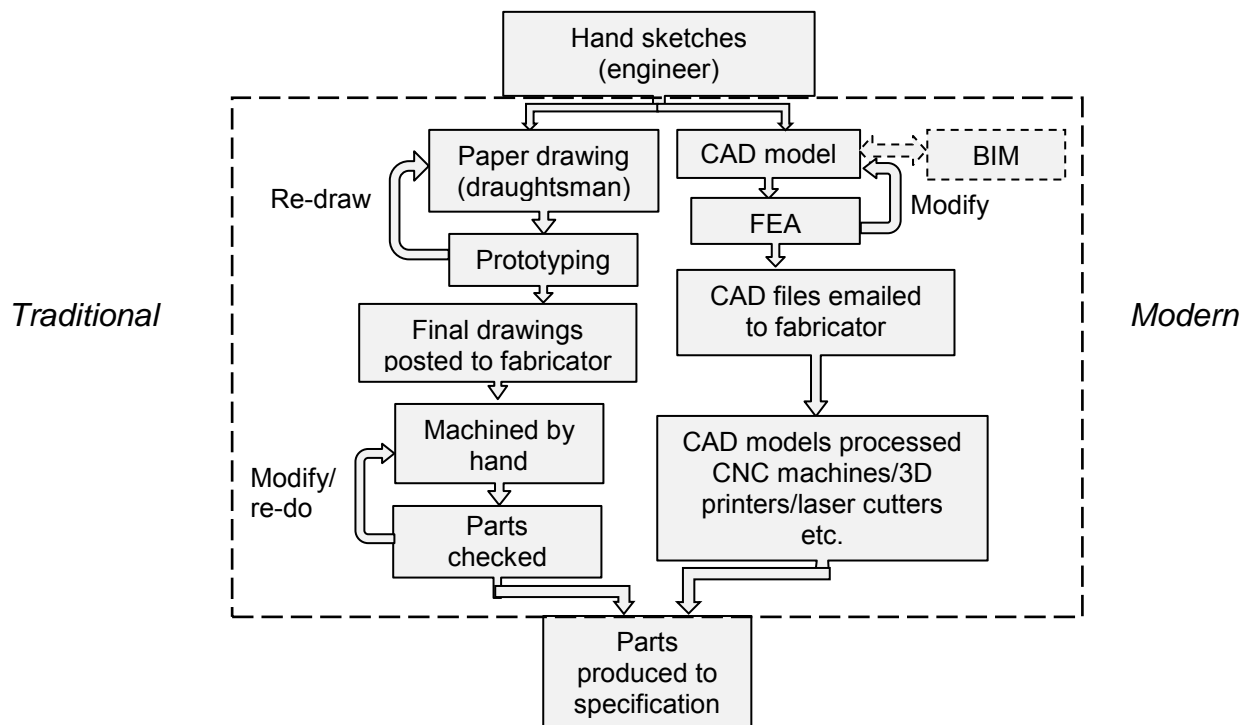 Hand sketches
(engineer)
Paper drawing
(draughtsman)
CAD model
BIM
Re-draw
Modify
FEA
Prototyping
Traditional
Modern
Final drawings
posted to fabricator
CAD files emailed
to fabricator
Machined by
hand
Modify/
re-do
Parts
checked
CAD models processed
CNC machines/3D
printers/laser cutters
etc.
Parts
produced to
specification